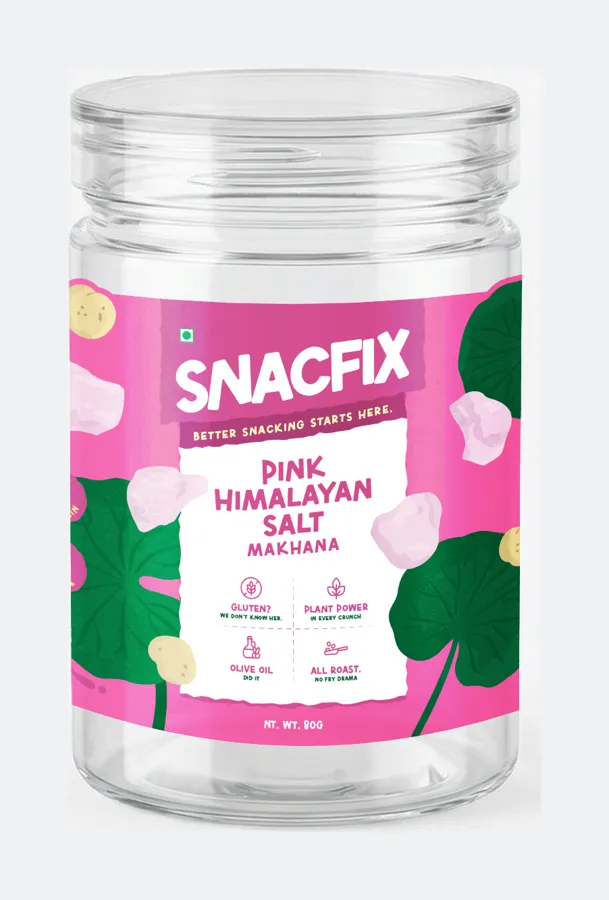 SNACFIX
BETTER SNACKING STARTS HERE.
PINK
HIMALAYAN
SALT
MAKHANA
GLUTEN?
WE DON'T KNOW HER.
PLANT POWER
IN EVERY CRUNCH
OLIVE OIL
DID IT
ALL ROAST.
NO FRY DRAMA
NT. WT. 80G